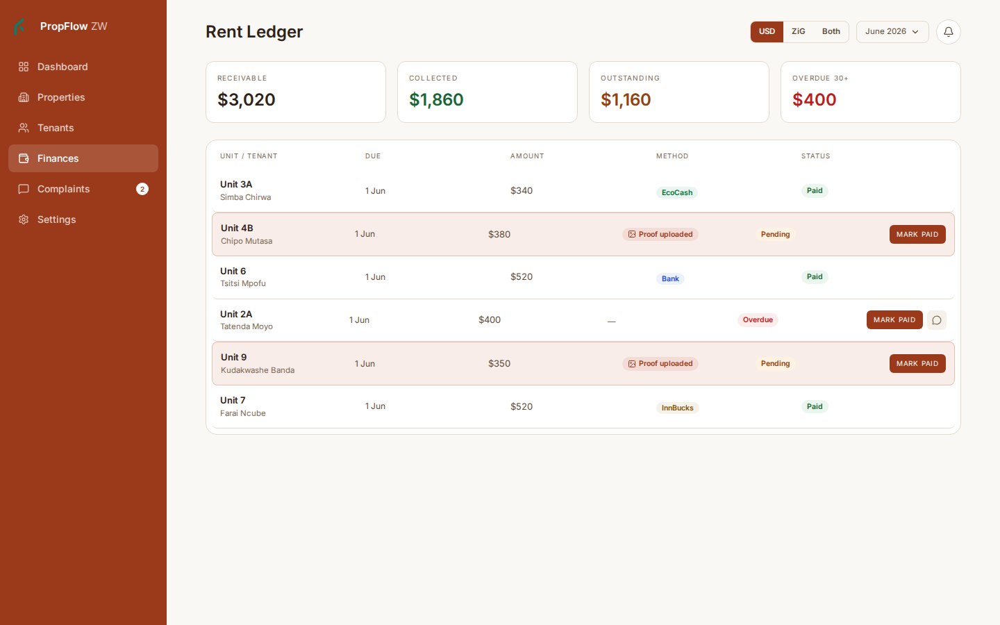 PropFlow ZW
Dashboard
Properties
Tenants
Finances
Complaints 2
Settings
Rent Ledger
USD ZiG Both
June 2026
RECEIVABLE
$3,020
COLLECTED
$1,860
OUTSTANDING
$1,160
OVERDUE 30+
$400
UNIT / TENANT DUE AMOUNT METHOD STATUS
Unit 3A
Simba Chirwa
1 Jun $340 EcoCash Paid
Unit 4B
Chipo Mutasa
1 Jun $380 Proof uploaded Pending MARK PAID
Unit 6
Tsitsi Mpofu
1 Jun $520 Bank Paid
Unit 2A
Tatenda Moyo
1 Jun $400 — Overdue MARK PAID
Unit 9
Kudakwashe Banda
1 Jun $350 Proof uploaded Pending MARK PAID
Unit 7
Farai Ncube
1 Jun $520 InnBucks Paid